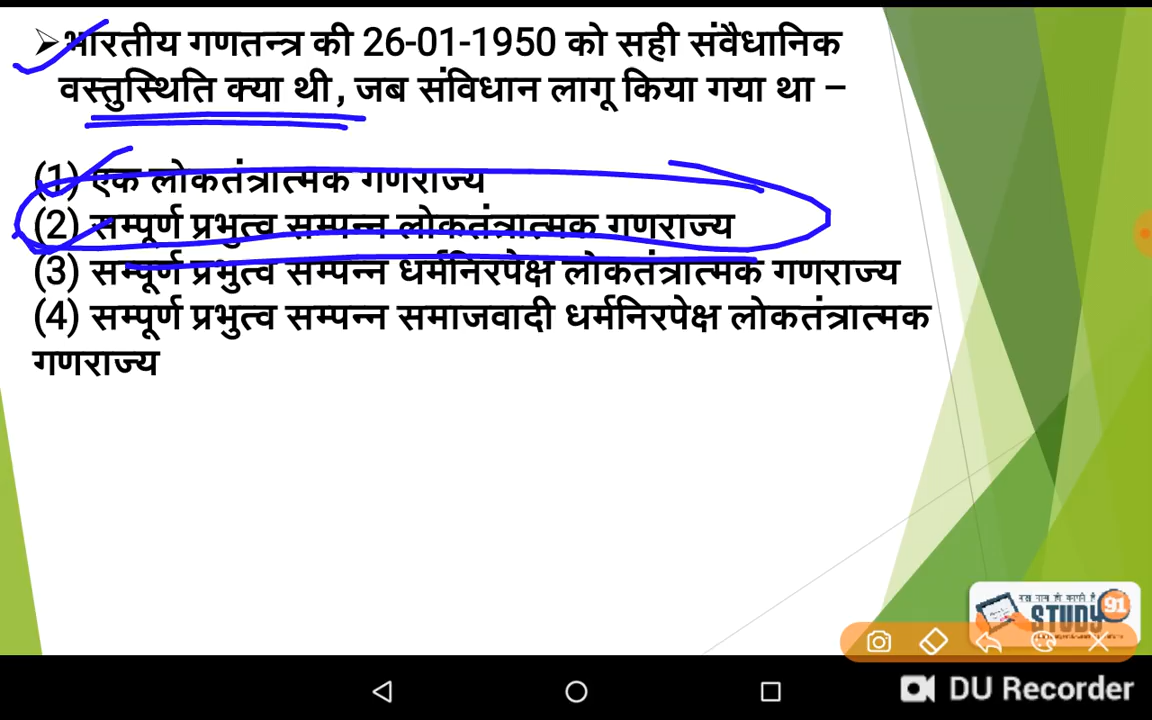 भारतीय गणतन्त्र की 26-01-1950 को सही संवैधानिक
वस्तुस्थिति क्या थी, जब संविधान लागू किया गया था –
(1) एक लोकतंत्रात्मक गणराज्य
(2) सम्पूर्ण प्रभुत्व सम्पन्न लोकतंत्रात्मक गणराज्य
(3) सम्पूर्ण प्रभुत्व सम्पन्न धर्मनिरपेक्ष लोकतंत्रात्मक गणराज्य
(4) सम्पूर्ण प्रभुत्व सम्पन्न समाजवादी धर्मनिरपेक्ष लोकतंत्रात्मक
गणराज्य
STUDY 91
DU Recorder